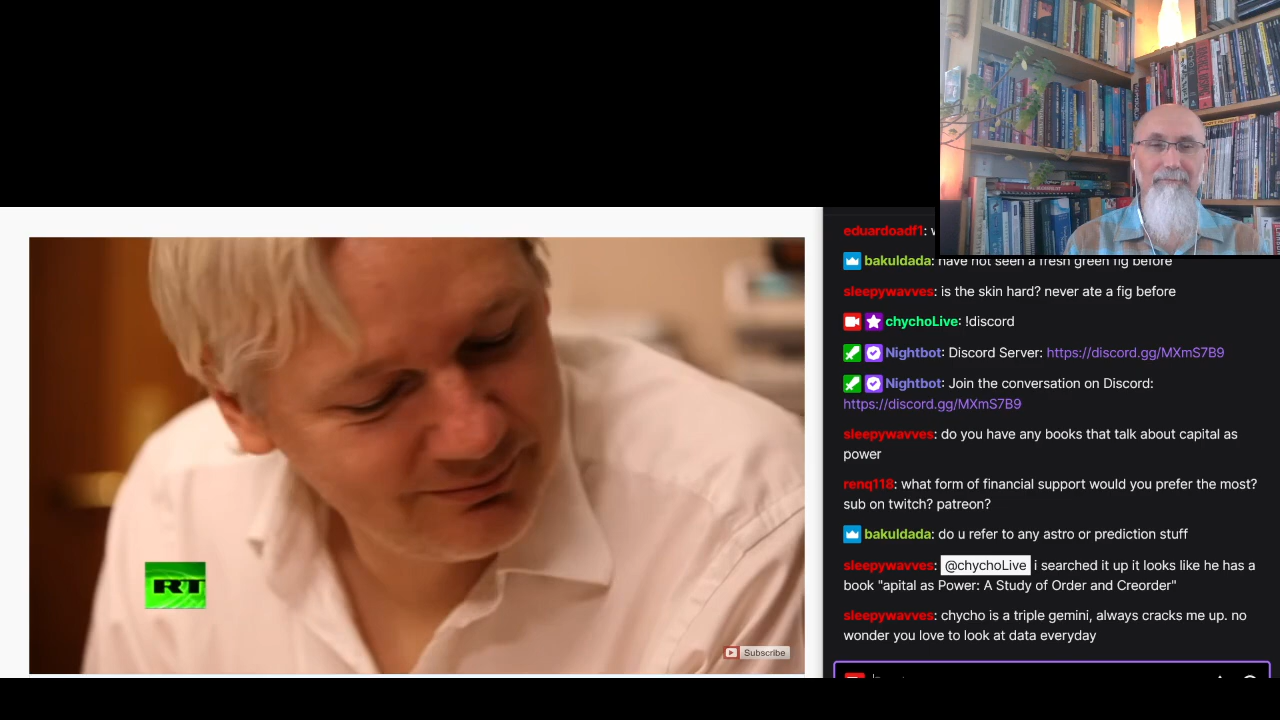 RT
Subscribe
eduardoadf1:
bakuldada: have not seen a fresh green fig before
sleepywavves: is the skin hard? never ate a fig before
chychoLive: !discord
Nightbot: Discord Server: https://discord.gg/MXmS7B9
Nightbot: Join the conversation on Discord:
https://discord.gg/MXmS7B9
sleepywavves: do you have any books that talk about capital as
power
renq118: what form of financial support would you prefer the most?
sub on twitch? patreon?
bakuldada: do u refer to any astro or prediction stuff
sleepywavves: @chychoLive i searched it up it looks like he has a
book "apital as Power: A Study of Order and Creorder"
sleepywavves: chycho is a triple gemini, always cracks me up. no
wonder you love to look at data everyday